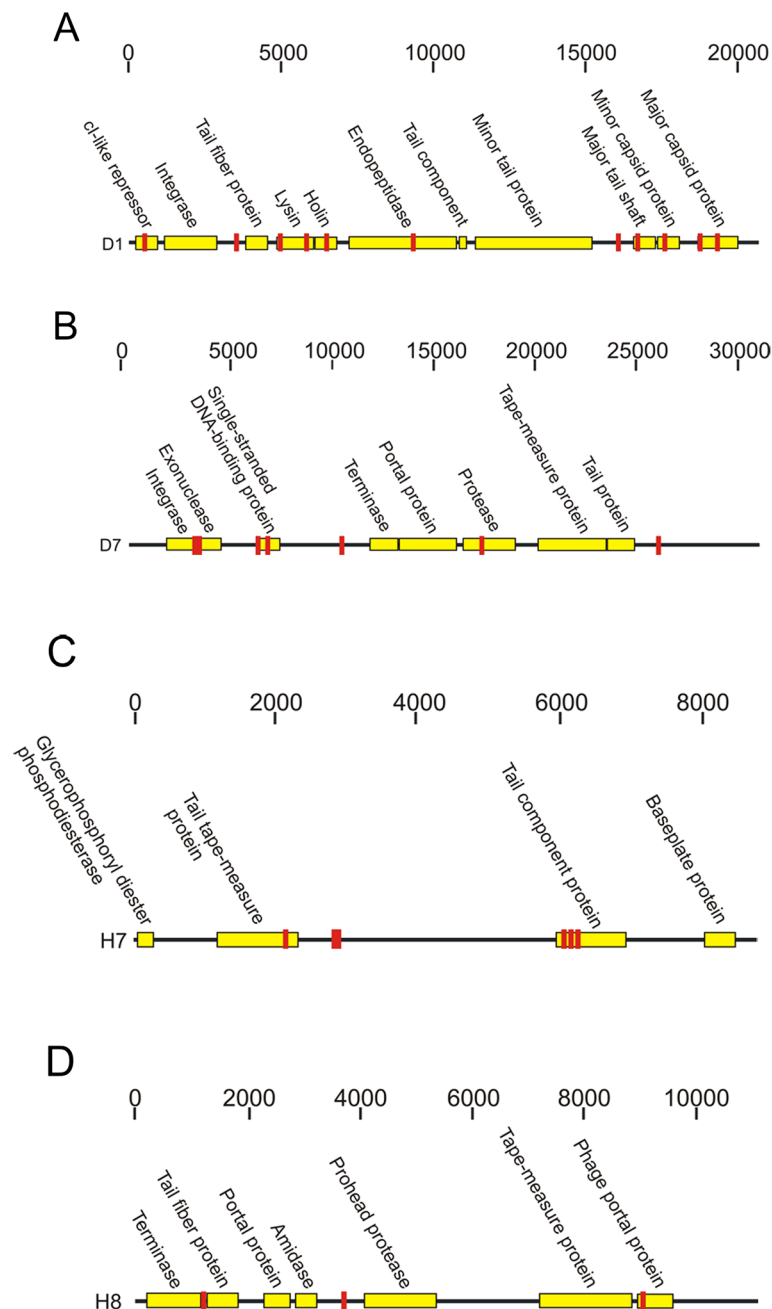 A
0 5000 10000 15000 20000
cI-like repressor
Integrase
Tail fiber protein
Lysin
Holin
Endopeptidase
Tail component
Minor tail protein
Major tail shaft
Minor capsid protein
Major capsid protein
D1
B
0 5000 10000 15000 20000 25000 30000
Integrase
Exonuclease
Single-stranded
DNA-binding protein
Terminase
Portal protein
Protease
Tape-measure protein
Tail protein
D7
C
0 2000 4000 6000 8000
Glycerophosphoryl diester
phosphodiesterase
Tail tape-measure
protein
Tail component protein
Baseplate protein
H7
D
0 2000 4000 6000 8000 10000
Terminase
Tail fiber protein
Portal protein
Amidase
Prohead protease
Tape-measure protein
Phage portal protein
H8